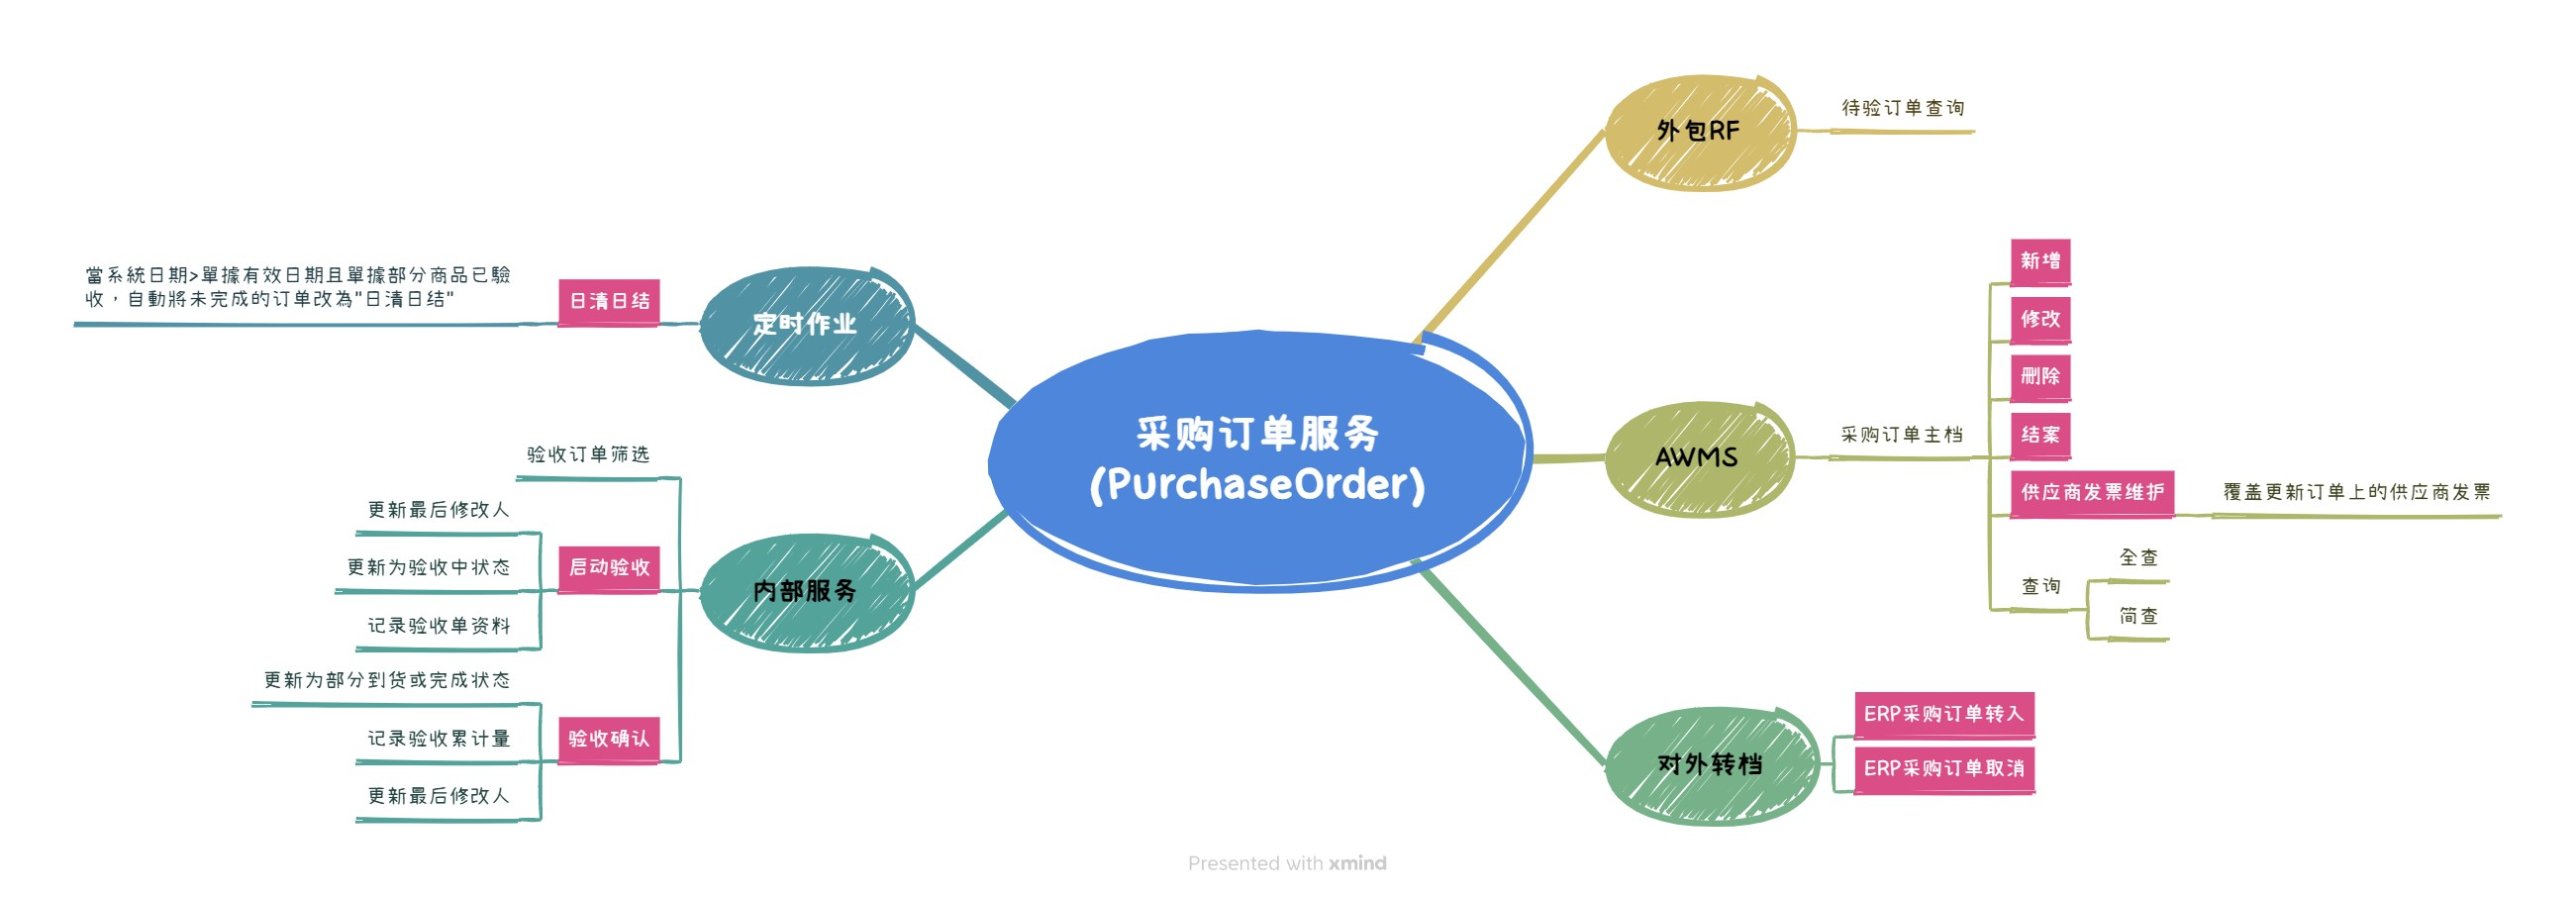 采购订单服务
(PurchaseOrder)
外包RF
待验订单查询
AWMS
采购订单主档
新增
修改
删除
结案
供应商发票维护
覆盖更新订单上的供应商发票
查询
全查
简查
对外转档
ERP采购订单转入
ERP采购订单取消
定时作业
日清日结
當系統日期>單據有效日期且單據部分商品已驗
收，自動將未完成的订单改為"日清日结"
内部服务
验收订单筛选
启动验收
更新最后修改人
更新为验收中状态
记录验收单资料
验收确认
更新为部分到货或完成状态
记录验收累计量
更新最后修改人
Presented with xmind